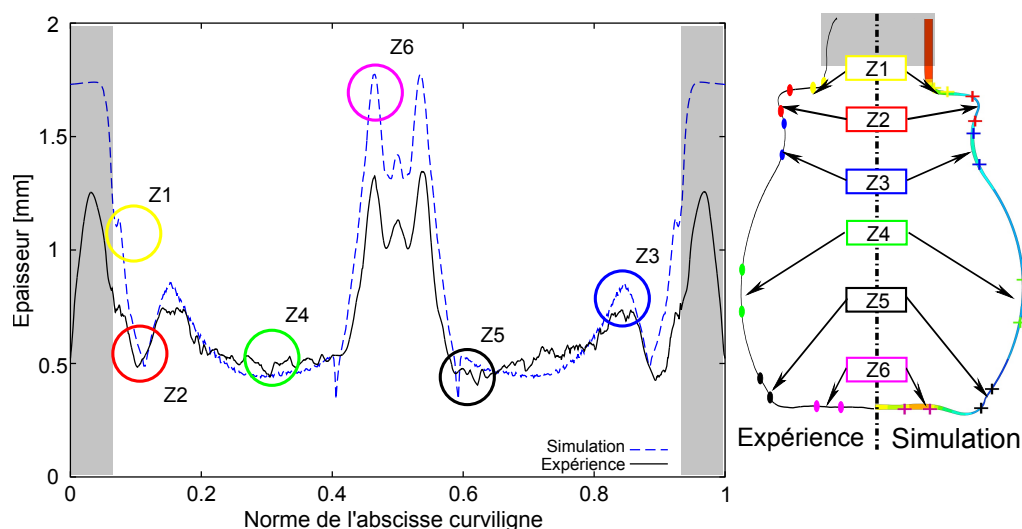 2
1.5
1
0.5
0
0
0.2
0.4
0.6
0.8
1
Epaisseur [mm]
Norme de l'abscisse curviligne
Z1
Z2
Z4
Z6
Z5
Z3
Simulation
Expérience
Z1
Z2
Z3
Z4
Z5
Z6
Expérience
Simulation